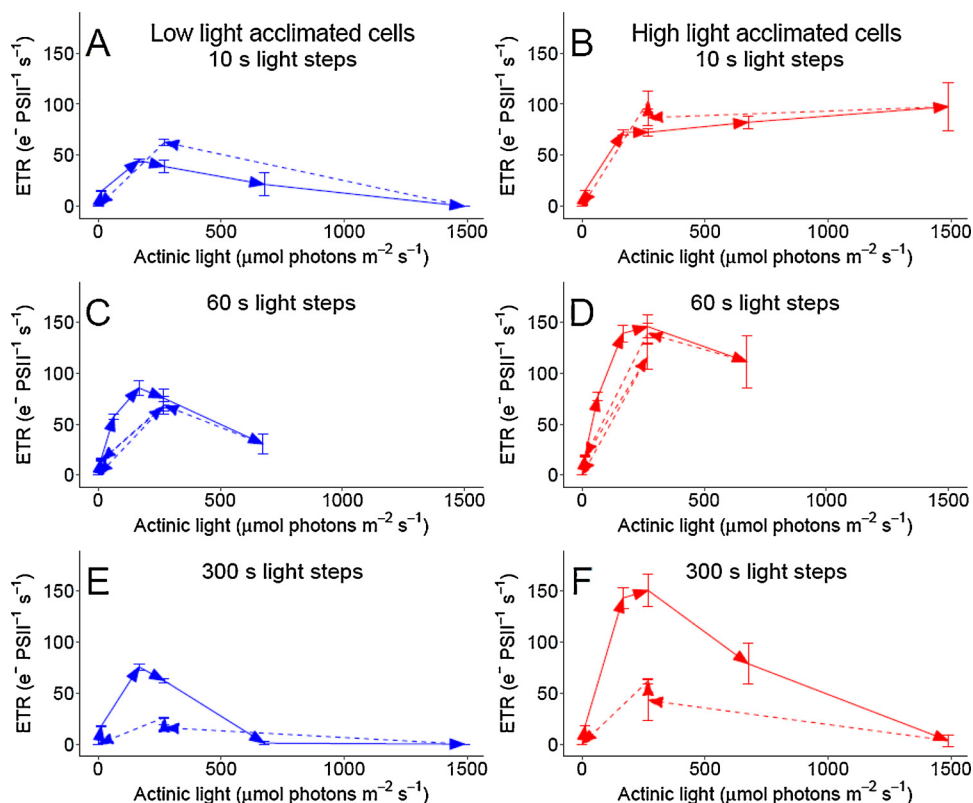 A
Low light acclimated cells
10 s light steps
ETR (e⁻ PSII⁻¹ s⁻¹)
150
100
50
0
0 500 1000 1500
Actinic light (μmol photons m⁻² s⁻¹)
B
High light acclimated cells
10 s light steps
ETR (e⁻ PSII⁻¹ s⁻¹)
150
100
50
0
0 500 1000 1500
Actinic light (μmol photons m⁻² s⁻¹)
C
60 s light steps
ETR (e⁻ PSII⁻¹ s⁻¹)
150
100
50
0
0 500 1000 1500
Actinic light (μmol photons m⁻² s⁻¹)
D
60 s light steps
ETR (e⁻ PSII⁻¹ s⁻¹)
150
100
50
0
0 500 1000 1500
Actinic light (μmol photons m⁻² s⁻¹)
E
300 s light steps
ETR (e⁻ PSII⁻¹ s⁻¹)
150
100
50
0
0 500 1000 1500
Actinic light (μmol photons m⁻² s⁻¹)
F
300 s light steps
ETR (e⁻ PSII⁻¹ s⁻¹)
150
100
50
0
0 500 1000 1500
Actinic light (μmol photons m⁻² s⁻¹)